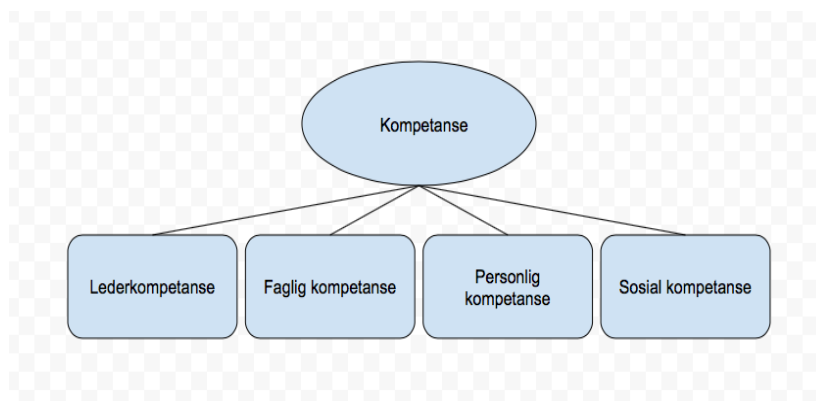 Kompetanse
Lederkompetanse
Faglig kompetanse
Personlig
kompetanse
Sosial kompetanse